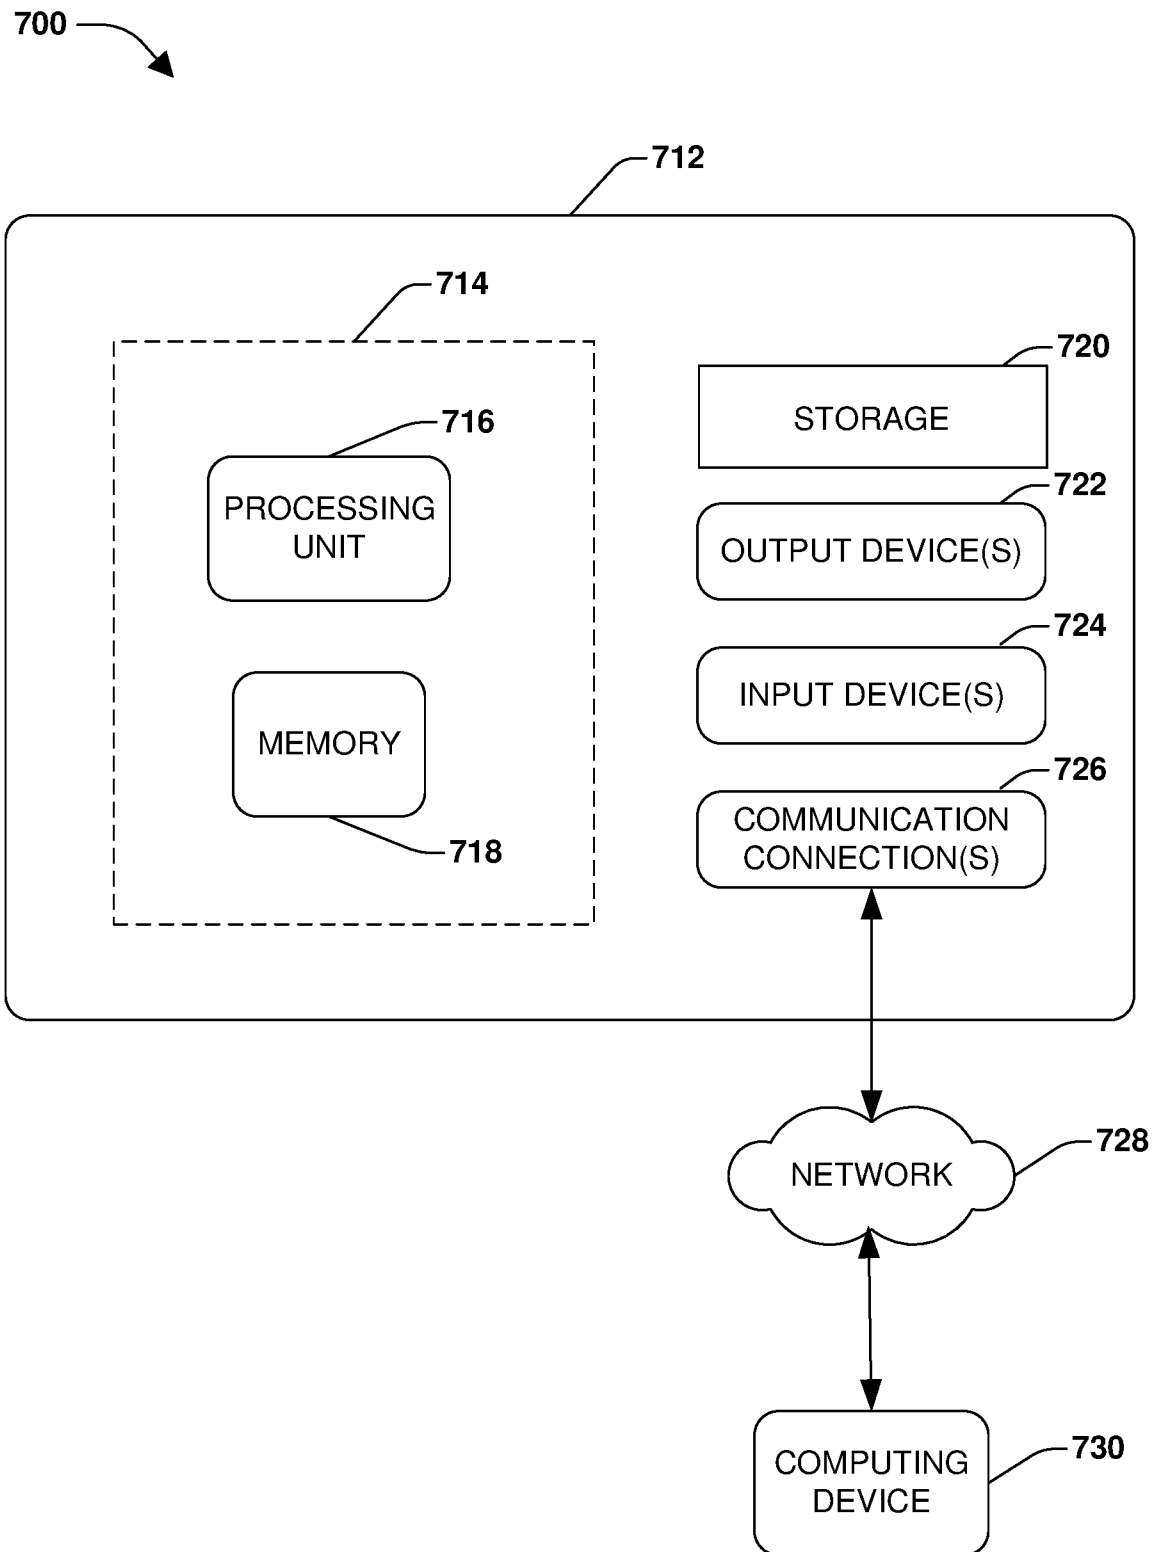 700
712
714
720
STORAGE
716
PROCESSING
UNIT
722
OUTPUT DEVICE(S)
724
INPUT DEVICE(S)
MEMORY
718
726
COMMUNICATION
CONNECTION(S)
728
NETWORK
730
COMPUTING
DEVICE